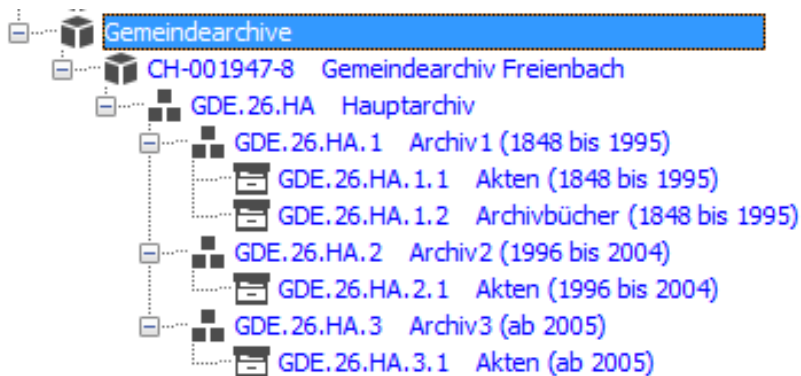 Gemeindearchive
CH-001947-8 Gemeindearchiv Freienbach
GDE.26.HA Hauptarchiv
GDE.26.HA.1 Archiv1 (1848 bis 1995)
GDE.26.HA.1.1 Akten (1848 bis 1995)
GDE.26.HA.1.2 Archivbücher (1848 bis 1995)
GDE.26.HA.2 Archiv2 (1996 bis 2004)
GDE.26.HA.2.1 Akten (1996 bis 2004)
GDE.26.HA.3 Archiv3 (ab 2005)
GDE.26.HA.3.1 Akten (ab 2005)